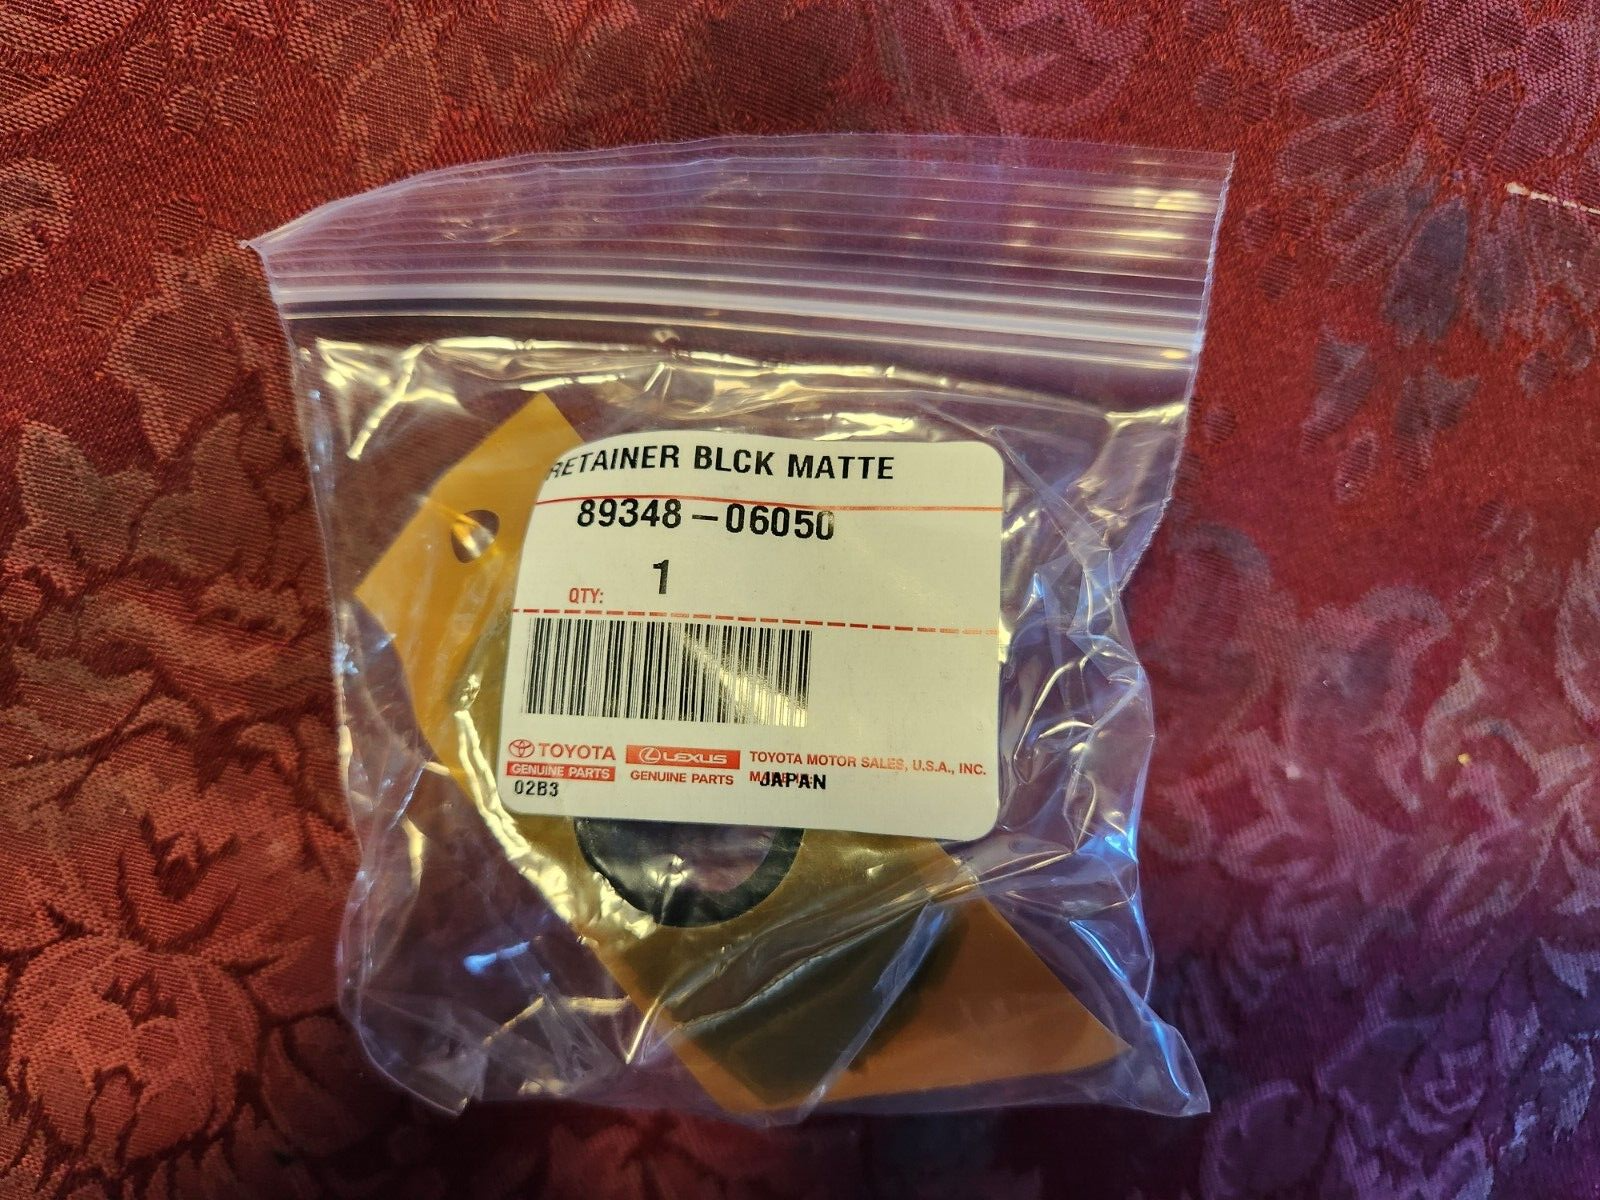 RETAINER BLCK MATTE
89348-06050
1
QTY:
TOYOTA LEXUS TOYOTA MOTOR SALES, U.S.A., INC.
GENUINE PARTS GENUINE PARTS JAPAN
02B3